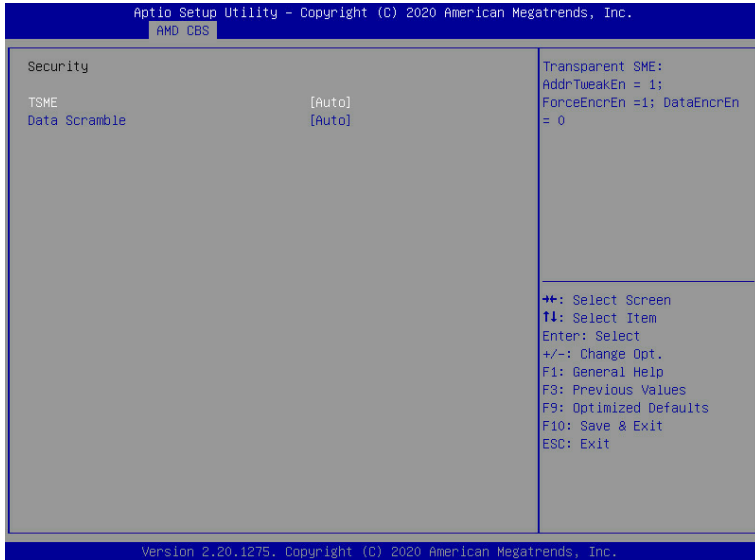 Aptio Setup Utility – Copyright (C) 2020 American Megatrends, Inc.
AMD CBS
Security
TSME [Auto]
Data Scramble [Auto]
Transparent SME:
AddrTweakEn = 1;
ForceEncrEn =1; DataEncrEn
= 0
→←: Select Screen
↑↓: Select Item
Enter: Select
+/-: Change Opt.
F1: General Help
F3: Previous Values
F9: Optimized Defaults
F10: Save & Exit
ESC: Exit
Version 2.20.1275. Copyright (C) 2020 American Megatrends, Inc.